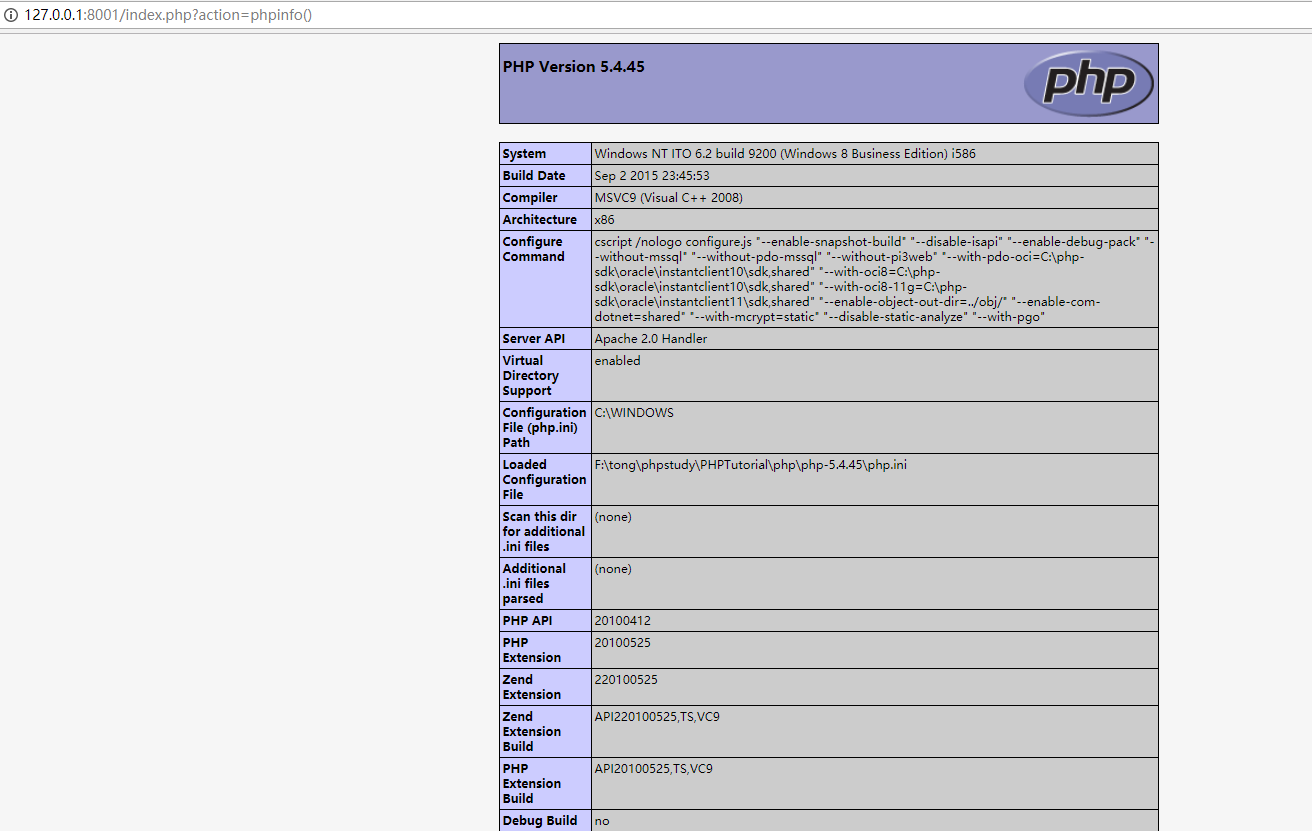 127.0.0.1:8001/index.php?action=phpinfo()
PHP Version 5.4.45
php
System
Windows NT ITO 6.2 build 9200 (Windows 8 Business Edition) i586
Build Date
Sep 2 2015 23:45:53
Compiler
MSVC9 (Visual C++ 2008)
Architecture
x86
Configure
Command
cscript /nologo configure.js "--enable-snapshot-build" "--disable-isapi" "--enable-debug-pack" "-
-without-mssql" "--without-pdo-mssql" "--without-pi3web" "--with-pdo-oci=C:\php-
sdk\oracle\instantclient10\sdk,shared" "--with-oci8=C:\php-
sdk\oracle\instantclient10\sdk,shared" "--with-oci8-11g=C:\php-
sdk\oracle\instantclient11\sdk,shared" "--enable-object-out-dir=../obj/" "--enable-com-
dotnet=shared" "--with-mcrypt=static" "--disable-static-analyze" "--with-pgo"
Server API
Apache 2.0 Handler
Virtual
Directory
Support
enabled
Configuration
File (php.ini)
Path
C:\WINDOWS
Loaded
Configuration
File
F:\tong\phpstudy\PHPTutorial\php\php-5.4.45\php.ini
Scan this dir
for additional
.ini files
(none)
Additional
.ini files
parsed
(none)
PHP API
20100412
PHP
Extension
20100525
Zend
Extension
220100525
Zend
Extension
Build
API220100525,TS,VC9
PHP
Extension
Build
API20100525,TS,VC9
Debug Build
no